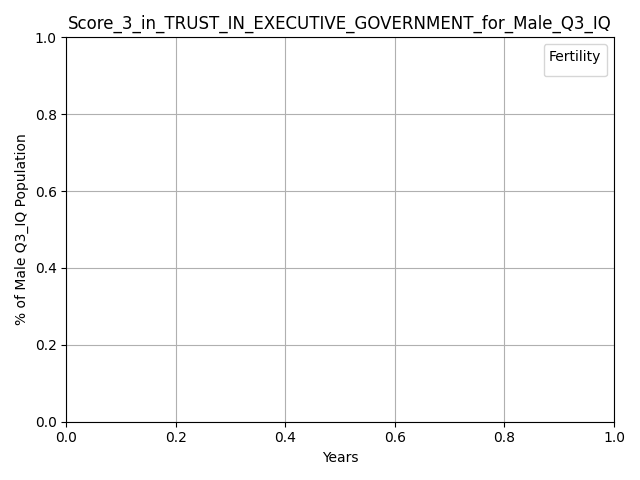 Score_3_in_TRUST_IN_EXECUTIVE_GOVERNMENT_for_Male_Q3_IQ
Fertility
% of Male Q3_IQ Population
1.0
0.8
0.6
0.4
0.2
0.0
0.0 0.2 0.4 0.6 0.8 1.0
Years